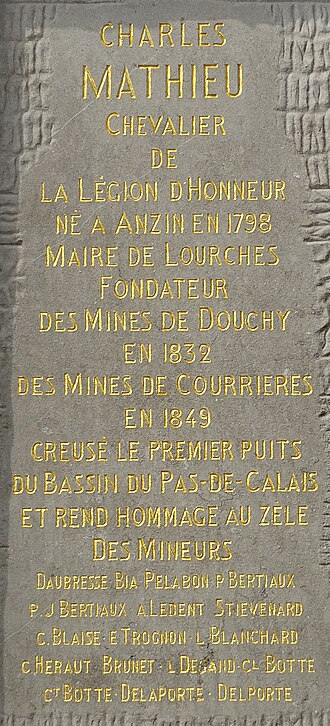 CHARLES
MATHIEU
CHEVALIER
DE
LA LÉGION D'HONNEUR
NÉ A ANZIN EN 1798
MAIRE DE LOURCHES
FONDATEUR
DES MINES DE DOUCHY
EN 1832
DES MINES DE COURRIERES
EN 1849
CREUSE LE PREMIER PUITS
DU BASSIN DU PAS-DE-CALAIS
ET REND HOMMAGE AU ZELE
DES MINEURS
DAUBRESSE BIA PELABON P BERTIAUX
P. J BERTIAUX A. LEDENT STIEVENARD
C. BLAISE · E TROGNON · L. BLANCHARD
C HERAUT · BRUNET · L DEGAND · CL BOTTE
CT BOTTE · DELAPORTE · DELPORTE